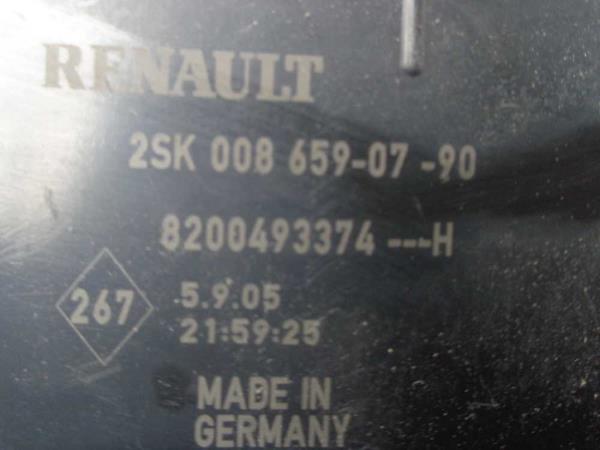 RENAULT
2SK 008 659-07-90
8200493374---H
267
5.9.05
21:59:25
MADE IN
GERMANY